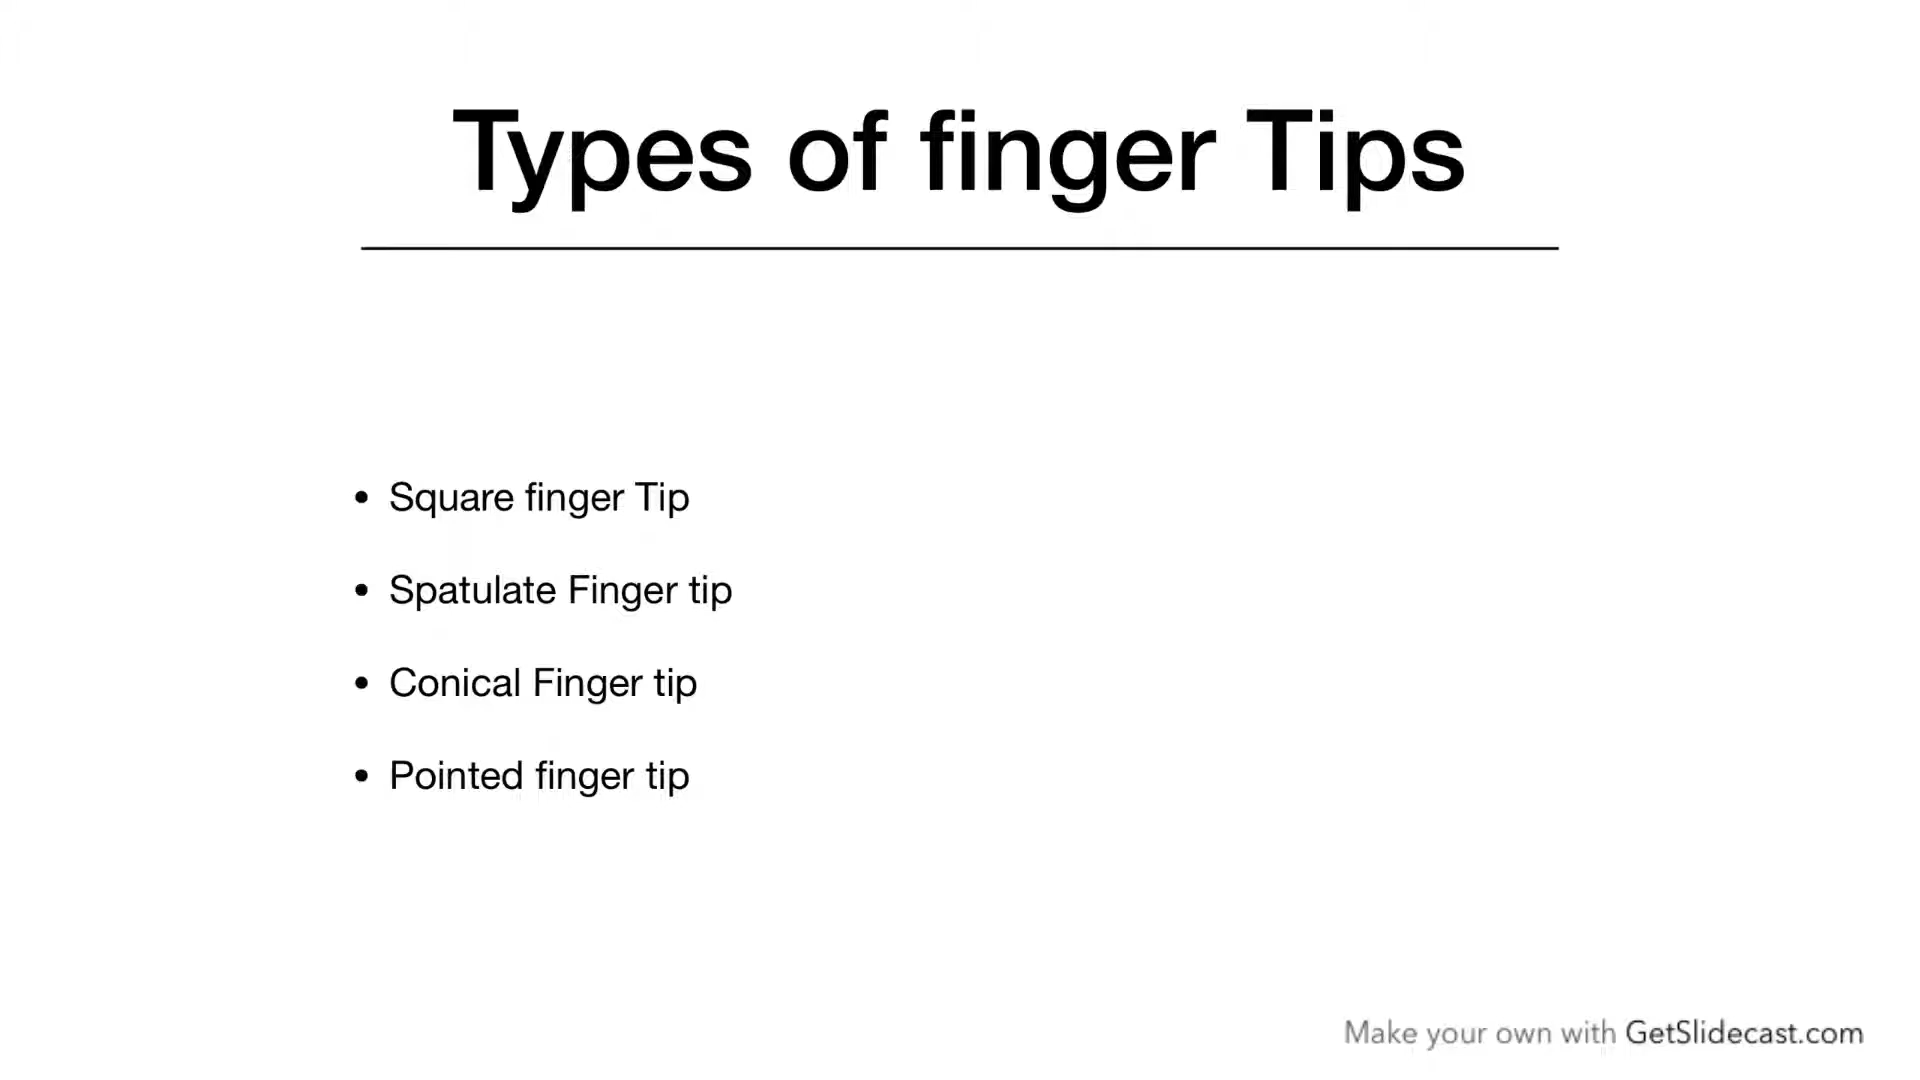 Types of finger Tips
• Square finger Tip
• Spatulate Finger tip
• Conical Finger tip
• Pointed finger tip
Make your own with GetSlidecast.com